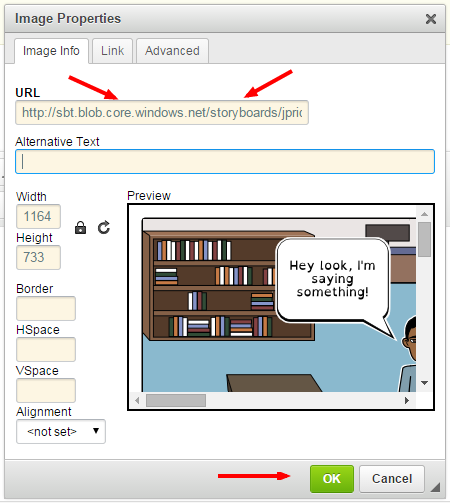 Image Properties
Image Info
Link
Advanced
URL
http://sbt.blob.core.windows.net/storyboards/jpric
Alternative Text
Width
1164
Height
733
Border
HSpace
VSpace
Alignment
<not set>
Preview
Hey look, I'm
saying
something!
OK
Cancel